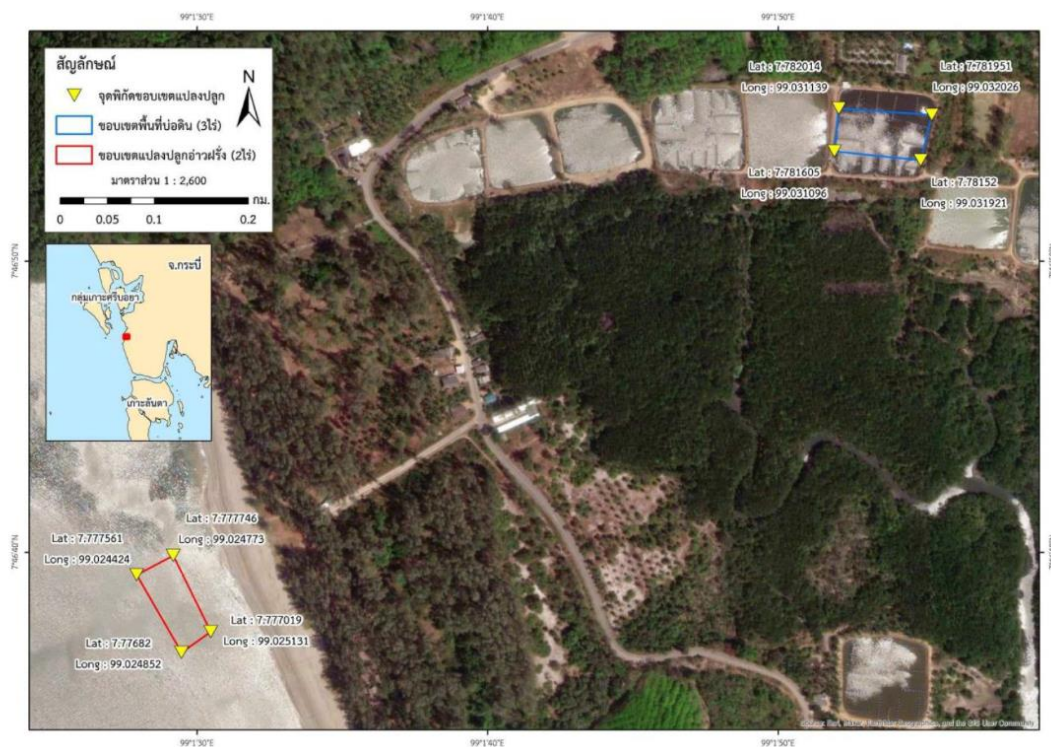 99°1'30"E
99°1'40"E
99°1'50"E
สัญลักษณ์
จุดพิกัดขอบเขตแปลงปลูก
ขอบเขตพื้นที่บ่อดิน (3ไร่)
ขอบเขตแปลงปลูกอ่าวฝรั่ง (2ไร่)
มาตราส่วน 1 : 2,600
กม.
0 0.05 0.1 0.2
N
Lat : 7.782014
Long : 99.031139
Lat : 7.781951
Long : 99.032026
Lat : 7.781605
Long : 99.031096
Lat : 7.78152
Long : 99.031921
7°46'50"N
จ.กระบี่
กลุ่มเกาะศรีบอยา
เกาะลันตา
7°46'40"N
Lat : 7.777746
Long : 99.024773
Lat : 7.777561
Long : 99.024424
Lat : 7.777019
Long : 99.025131
Lat : 7.77682
Long : 99.024852
and the GIS User Community
99°1'30"E
99°1'40"E
99°1'50"E